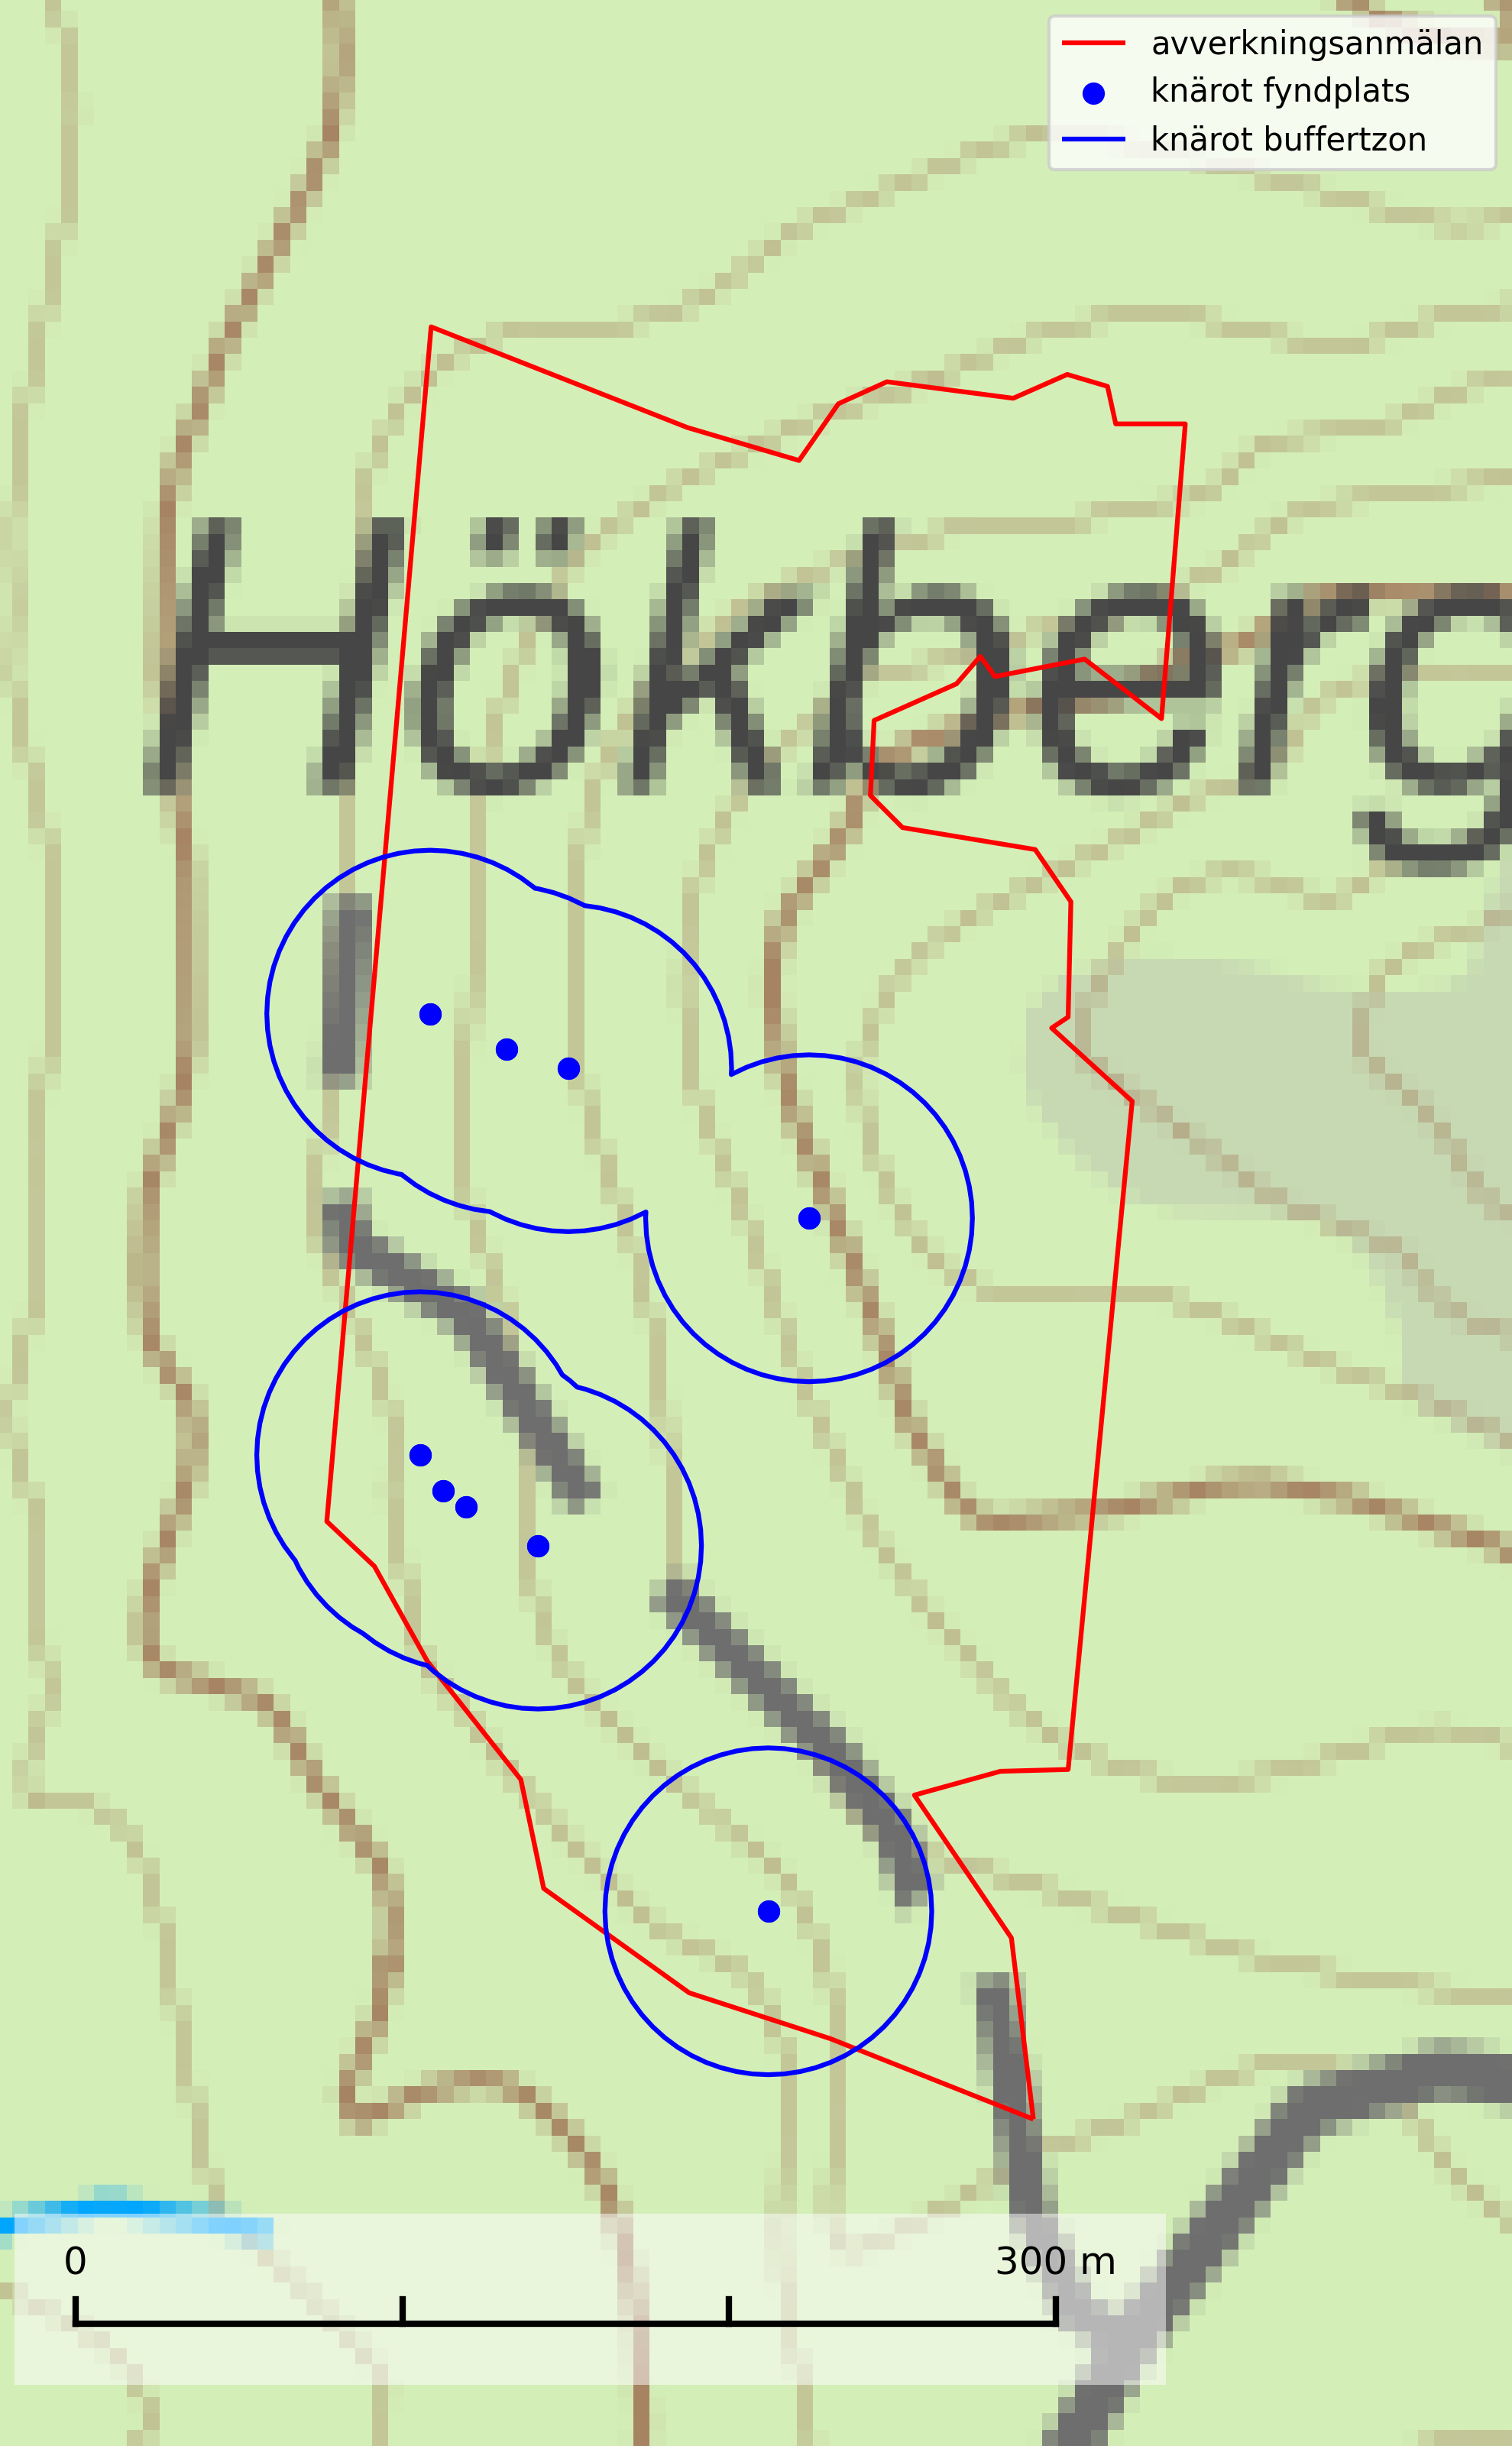 avverkningsanmälan
knärot fyndplats
knärot buffertzon
Hökberg
0 300 m